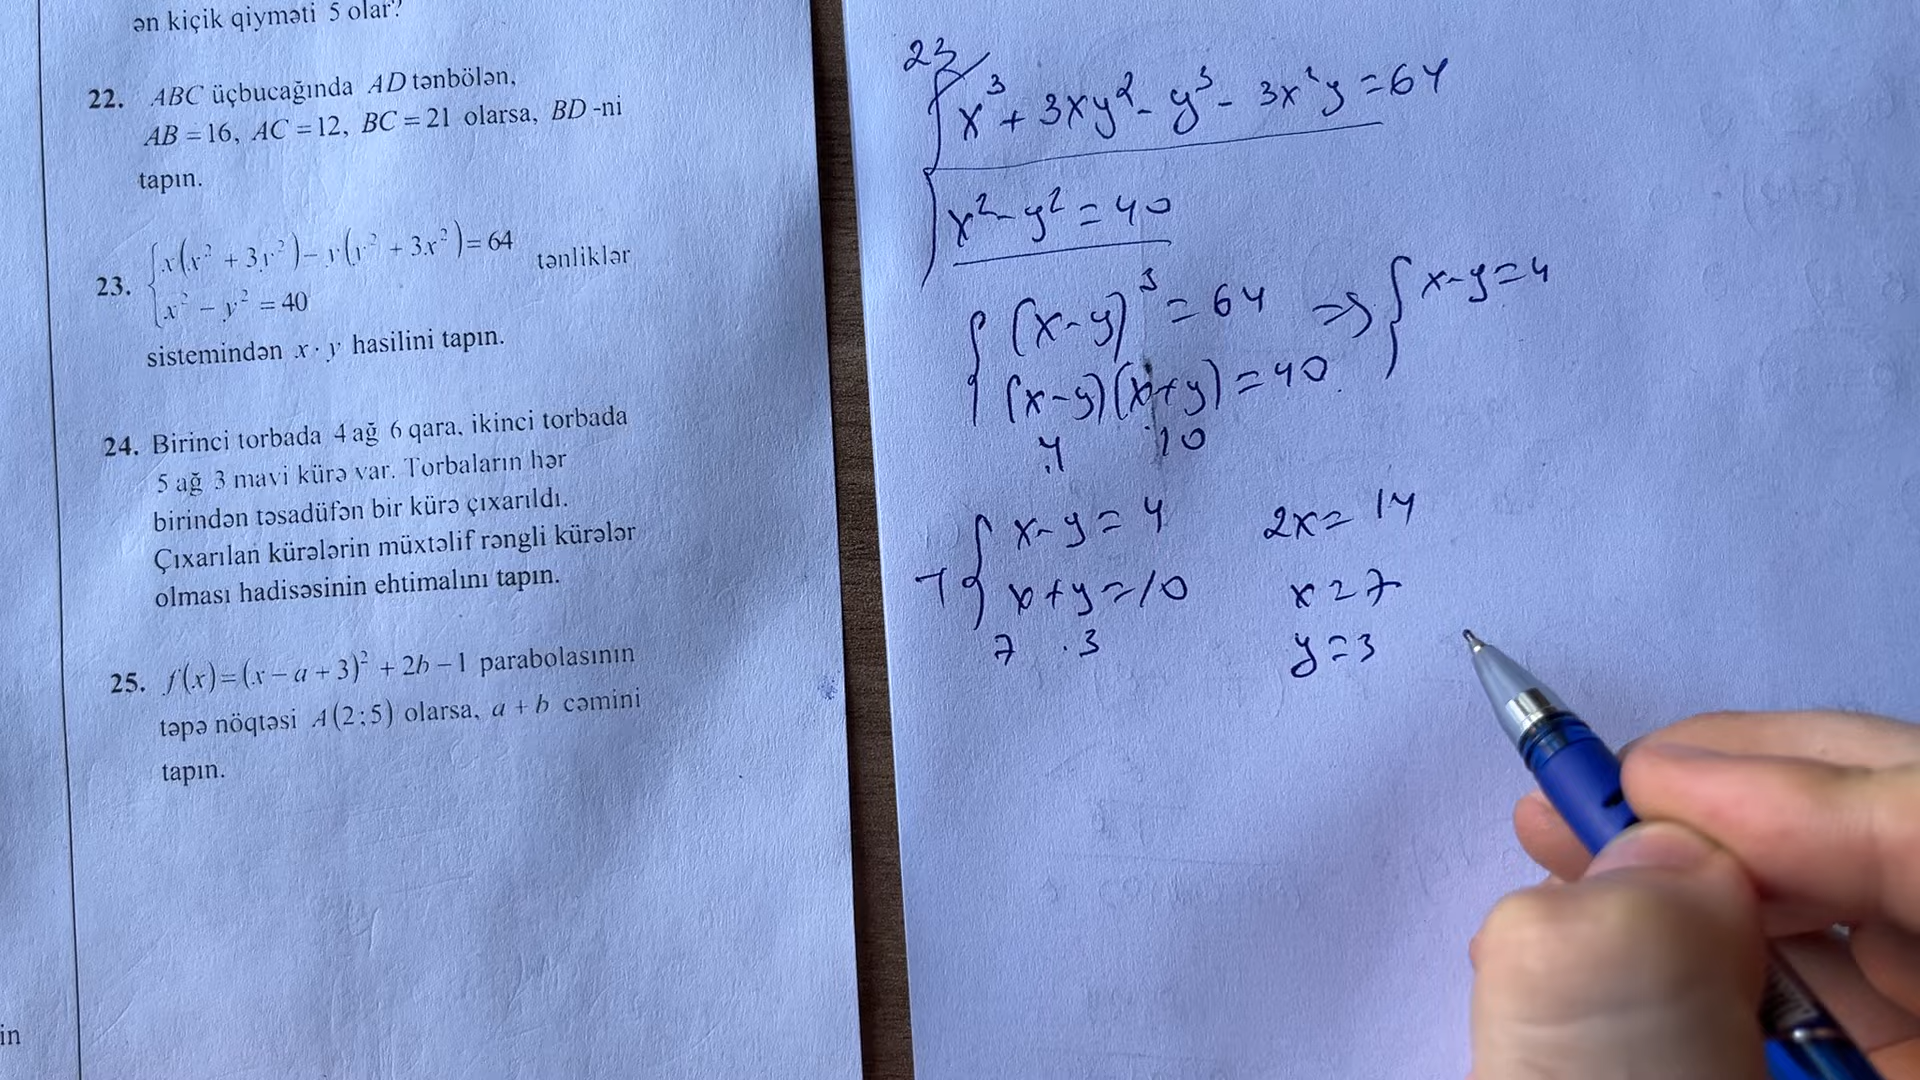 ən kiçik qiyməti 5 olar?
22. ABC üçbucağında AD tənbölən,
AB = 16, AC = 12, BC = 21 olarsa, BD -ni
tapın.
23. {x(x² + 3y²) − y(y² + 3x²) = 64
x² − y² = 40
tənliklər
sistemindən x · y hasilini tapın.
24. Birinci torbada 4 ağ 6 qara, ikinci torbada
5 ağ 3 mavi kürə var. Torbaların hər
birindən təsadüfən bir kürə çıxarıldı.
Çıxarılan kürələrin müxtəlif rəngli kürələr
olması hadisəsinin ehtimalını tapın.
25. f(x) = (x − a + 3)² + 2b − 1 parabolasının
təpə nöqtəsi A(2;5) olarsa, a + b cəmini
tapın.
in
23
{x³ + 3xy² - y³ - 3x²y = 64
x² - y² = 40
{(x-y)³ = 64 => {x-y=4
(x-y)(x+y) = 40
4 10
{x-y = 4 2x = 14
x+y = 10 x = 7
7 · 3 y = 3